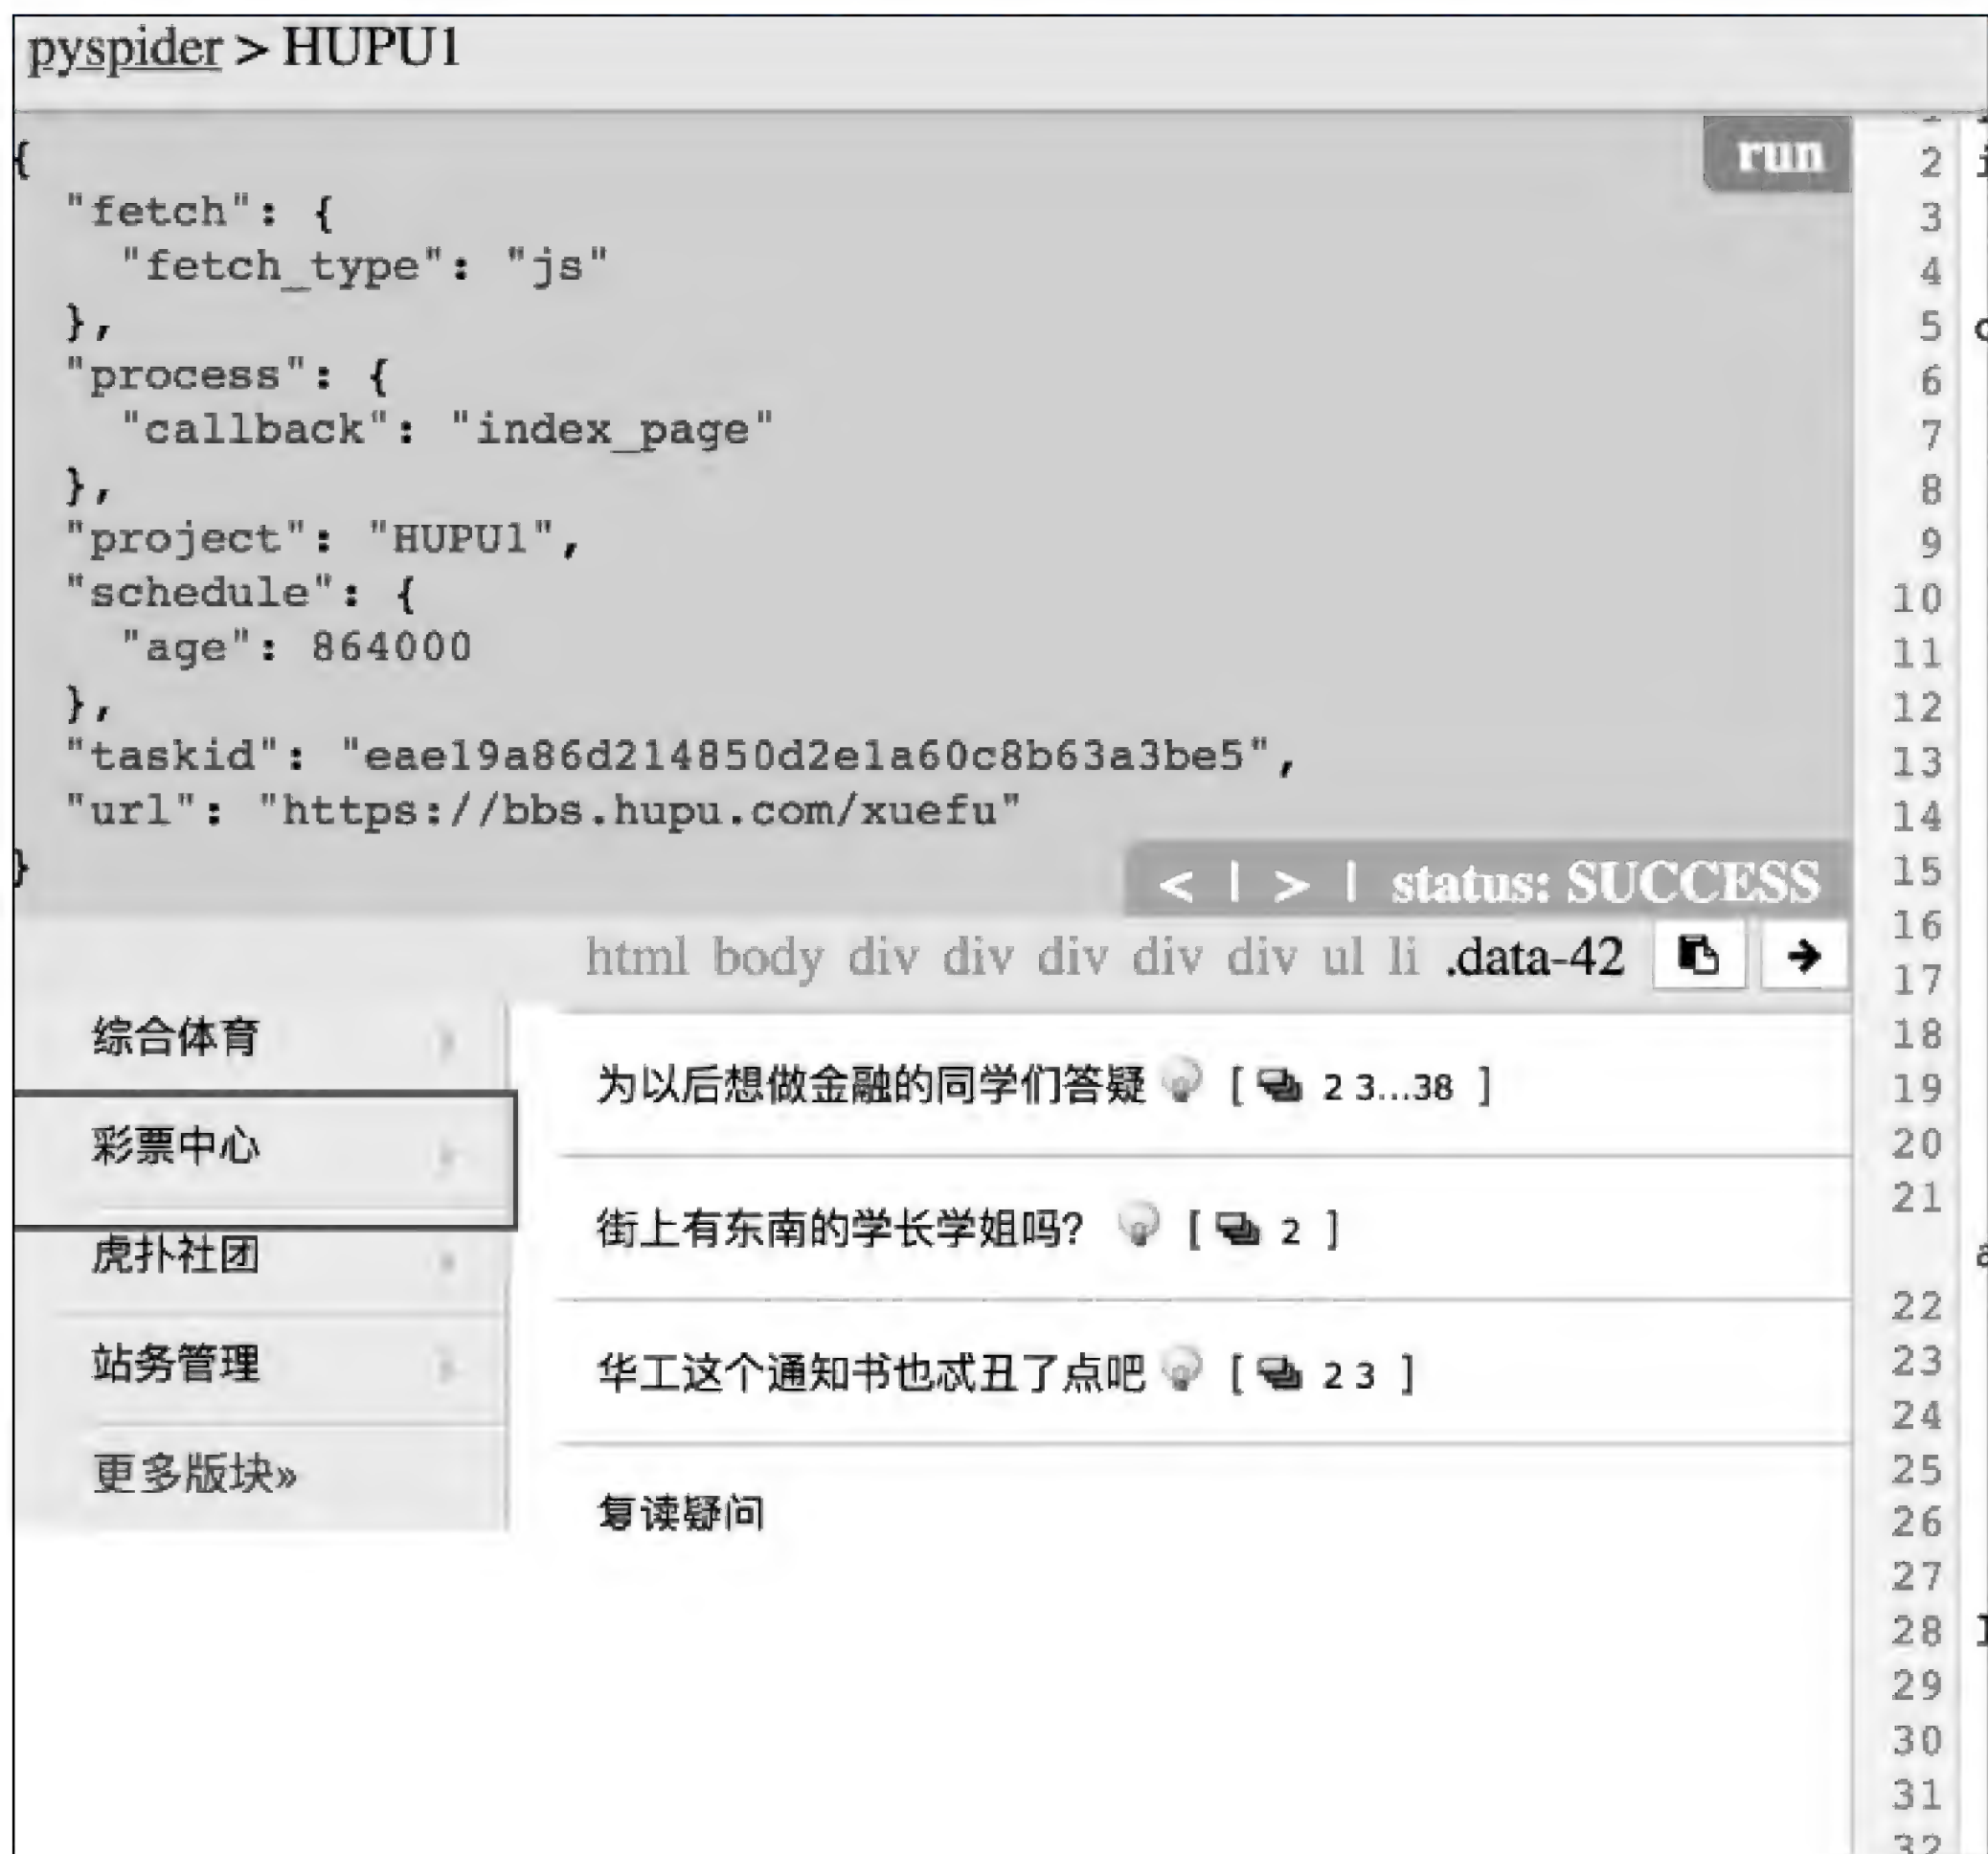 pyspider > HUPU1
run
{
"fetch": {
"fetch_type": "js"
},
"process": {
"callback": "index_page"
},
"project": "HUPU1",
"schedule": {
"age": 864000
},
"taskid": "eae19a86d214850d2e1a60c8b63a3be5",
"url": "https://bbs.hupu.com/xuefu"
}
< | > | status: SUCCESS
html body div div div div div ul li .data-42
综合体育
彩票中心
虎扑社团
站务管理
更多版块»
为以后想做金融的同学们答疑 [ 2 3...38 ]
街上有东南的学长学姐吗? [ 2 ]
华工这个通知书也忒丑了点吧 [ 2 3 ]
复读疑问
2
3
4
5
6
7
8
9
10
11
12
13
14
15
16
17
18
19
20
21
22
23
24
25
26
27
28
29
30
31
32